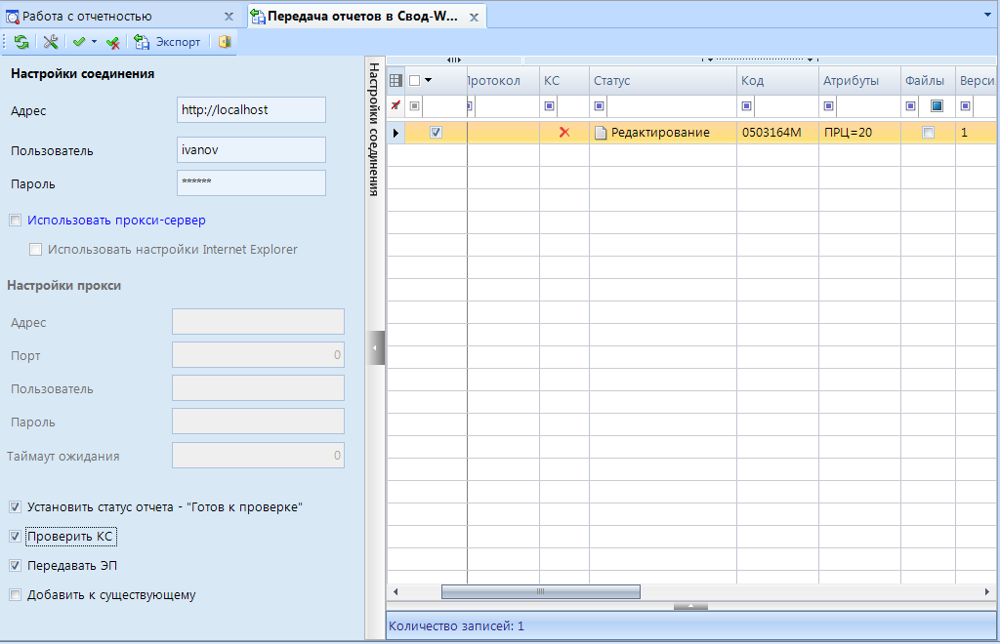 Работа с отчетностью
Передача отчетов в Свод-W...
Экспорт
Настройки соединения
Адрес
http://localhost
Пользователь
ivanov
Пароль
******
Использовать прокси-сервер
Использовать настройки Internet Explorer
Настройки прокси
Адрес
Порт
0
Пользователь
Пароль
Таймаут ожидания
0
Установить статус отчета - "Готов к проверке"
Проверить КС
Передавать ЭП
Добавить к существующему
Настройки соединения
Протокол КС Статус Код Атрибуты Файлы Верси
Редактирование 0503164М ПРЦ=20 1
Количество записей: 1